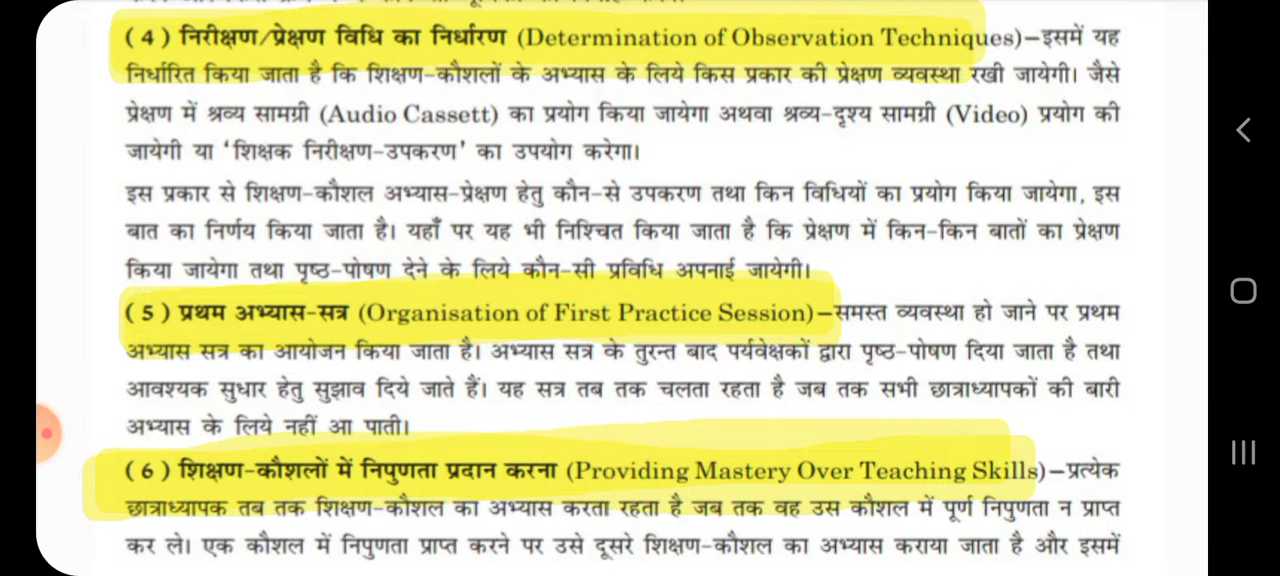 (4) निरीक्षण/प्रेक्षण विधि का निर्धारण (Determination of Observation Techniques)–इसमें यह
निर्धारित किया जाता है कि शिक्षण-कौशलों के अभ्यास के लिये किस प्रकार की प्रेक्षण व्यवस्था रखी जायेगी। जैसे
प्रेक्षण में श्रव्य सामग्री (Audio Cassett) का प्रयोग किया जायेगा अथवा श्रव्य-दृश्य सामग्री (Video) प्रयोग की
जायेगी या ‘शिक्षक निरीक्षण-उपकरण’ का उपयोग करेगा।
इस प्रकार से शिक्षण-कौशल अभ्यास-प्रेक्षण हेतु कौन-से उपकरण तथा किन विधियों का प्रयोग किया जायेगा, इस
बात का निर्णय किया जाता है। यहाँ पर यह भी निश्चित किया जाता है कि प्रेक्षण में किन-किन बातों का प्रेक्षण
किया जायेगा तथा पृष्ठ-पोषण देने के लिये कौन-सी प्रविधि अपनाई जायेगी।
(5) प्रथम अभ्यास-सत्र (Organisation of First Practice Session)–समस्त व्यवस्था हो जाने पर प्रथम
अभ्यास सत्र का आयोजन किया जाता है। अभ्यास सत्र के तुरन्त बाद पर्यवेक्षकों द्वारा पृष्ठ-पोषण दिया जाता है तथा
आवश्यक सुधार हेतु सुझाव दिये जाते हैं। यह सत्र तब तक चलता रहता है जब तक सभी छात्राध्यापकों की बारी
अभ्यास के लिये नहीं आ पाती।
(6) शिक्षण-कौशलों में निपुणता प्रदान करना (Providing Mastery Over Teaching Skills)–प्रत्येक
छात्राध्यापक तब तक शिक्षण-कौशल का अभ्यास करता रहता है जब तक वह उस कौशल में पूर्ण निपुणता न प्राप्त
कर ले। एक कौशल में निपुणता प्राप्त करने पर उसे दूसरे शिक्षण-कौशल का अभ्यास कराया जाता है और इसमें